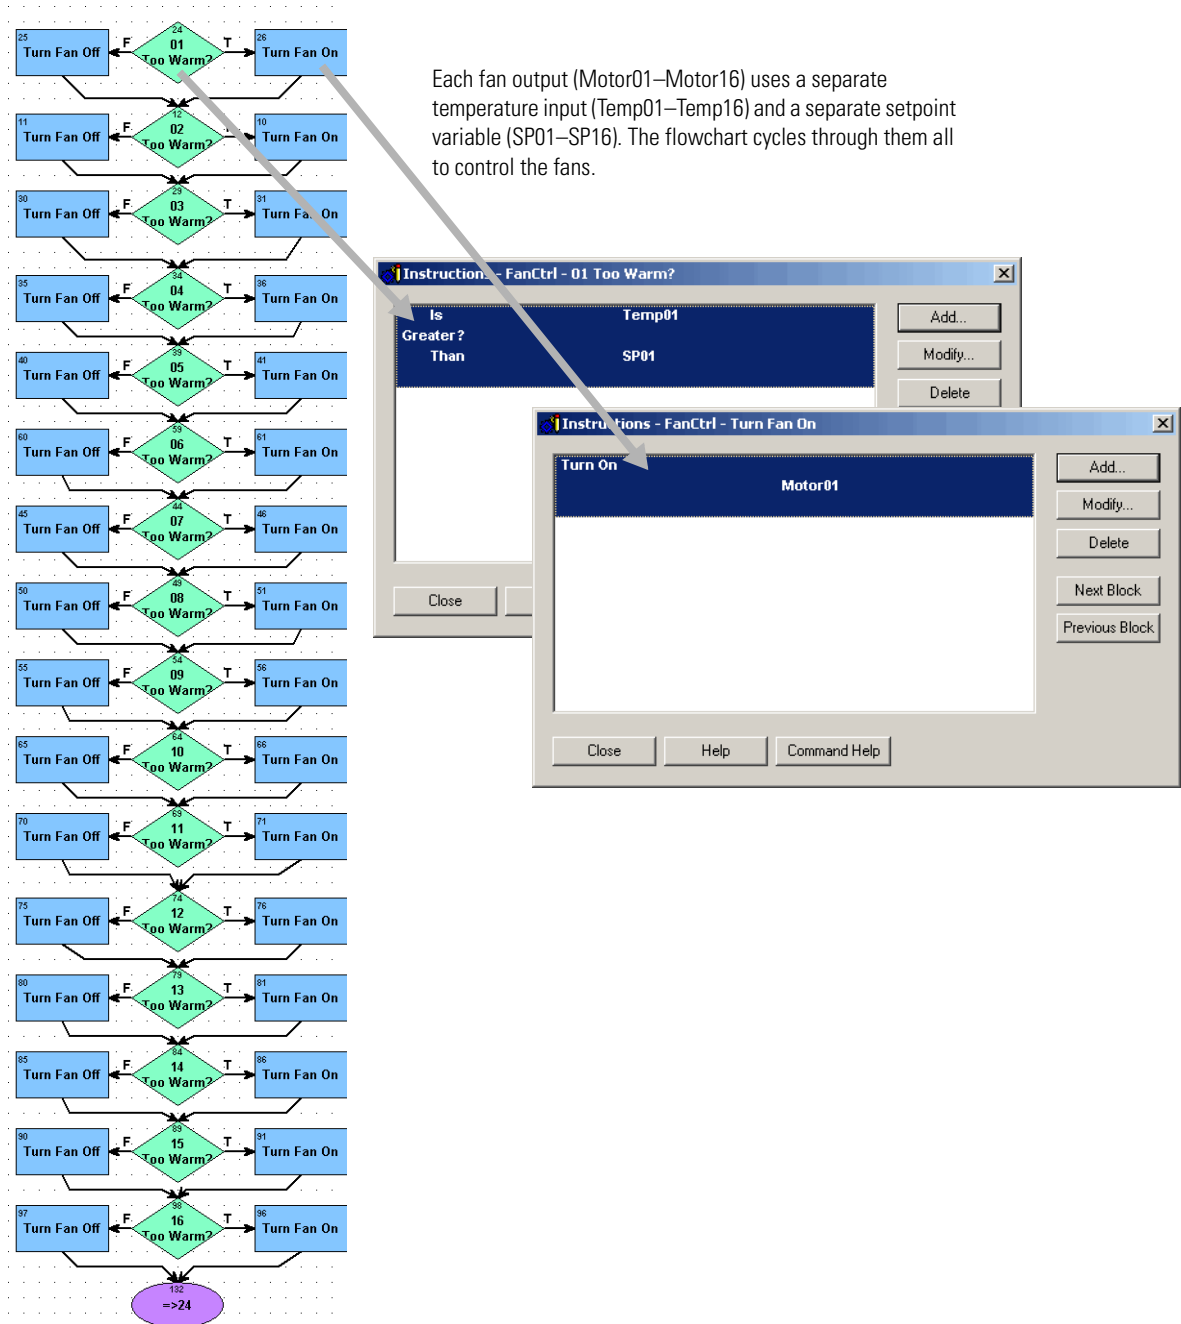 24
25
F
01
T
26
Turn Fan Off
Too Warm?
Turn Fan On
Each fan output (Motor01–Motor16) uses a separate
temperature input (Temp01–Temp16) and a separate setpoint
variable (SP01–SP16). The flowchart cycles through them all
to control the fans.
12
11
F
02
T
10
Turn Fan Off
Too Warm?
Turn Fan On
29
30
F
03
T
31
Turn Fan Off
Too Warm?
Turn Fan On
34
35
F
04
T
36
Turn Fan Off
Too Warm?
Turn Fan On
39
40
F
05
T
41
Turn Fan Off
Too Warm?
Turn Fan On
59
60
F
06
T
61
Turn Fan Off
Too Warm?
Turn Fan On
44
45
F
07
T
46
Turn Fan Off
Too Warm?
Turn Fan On
49
50
F
08
T
51
Turn Fan Off
Too Warm?
Turn Fan On
54
55
F
09
T
56
Turn Fan Off
Too Warm?
Turn Fan On
64
65
F
10
T
66
Turn Fan Off
Too Warm?
Turn Fan On
69
70
F
11
T
71
Turn Fan Off
Too Warm?
Turn Fan On
74
75
F
12
T
76
Turn Fan Off
Too Warm?
Turn Fan On
79
80
F
13
T
81
Turn Fan Off
Too Warm?
Turn Fan On
84
85
F
14
T
86
Turn Fan Off
Too Warm?
Turn Fan On
89
90
F
15
T
91
Turn Fan Off
Too Warm?
Turn Fan On
98
97
F
16
T
96
Turn Fan Off
Too Warm?
Turn Fan On
132
=>24
Instructions - FanCtrl - 01 Too Warm?
Is Temp01
Greater?
Than SP01
Add...
Modify...
Delete
Close
Instructions - FanCtrl - Turn Fan On
Turn On
Motor01
Add...
Modify...
Delete
Next Block
Previous Block
Close
Help
Command Help